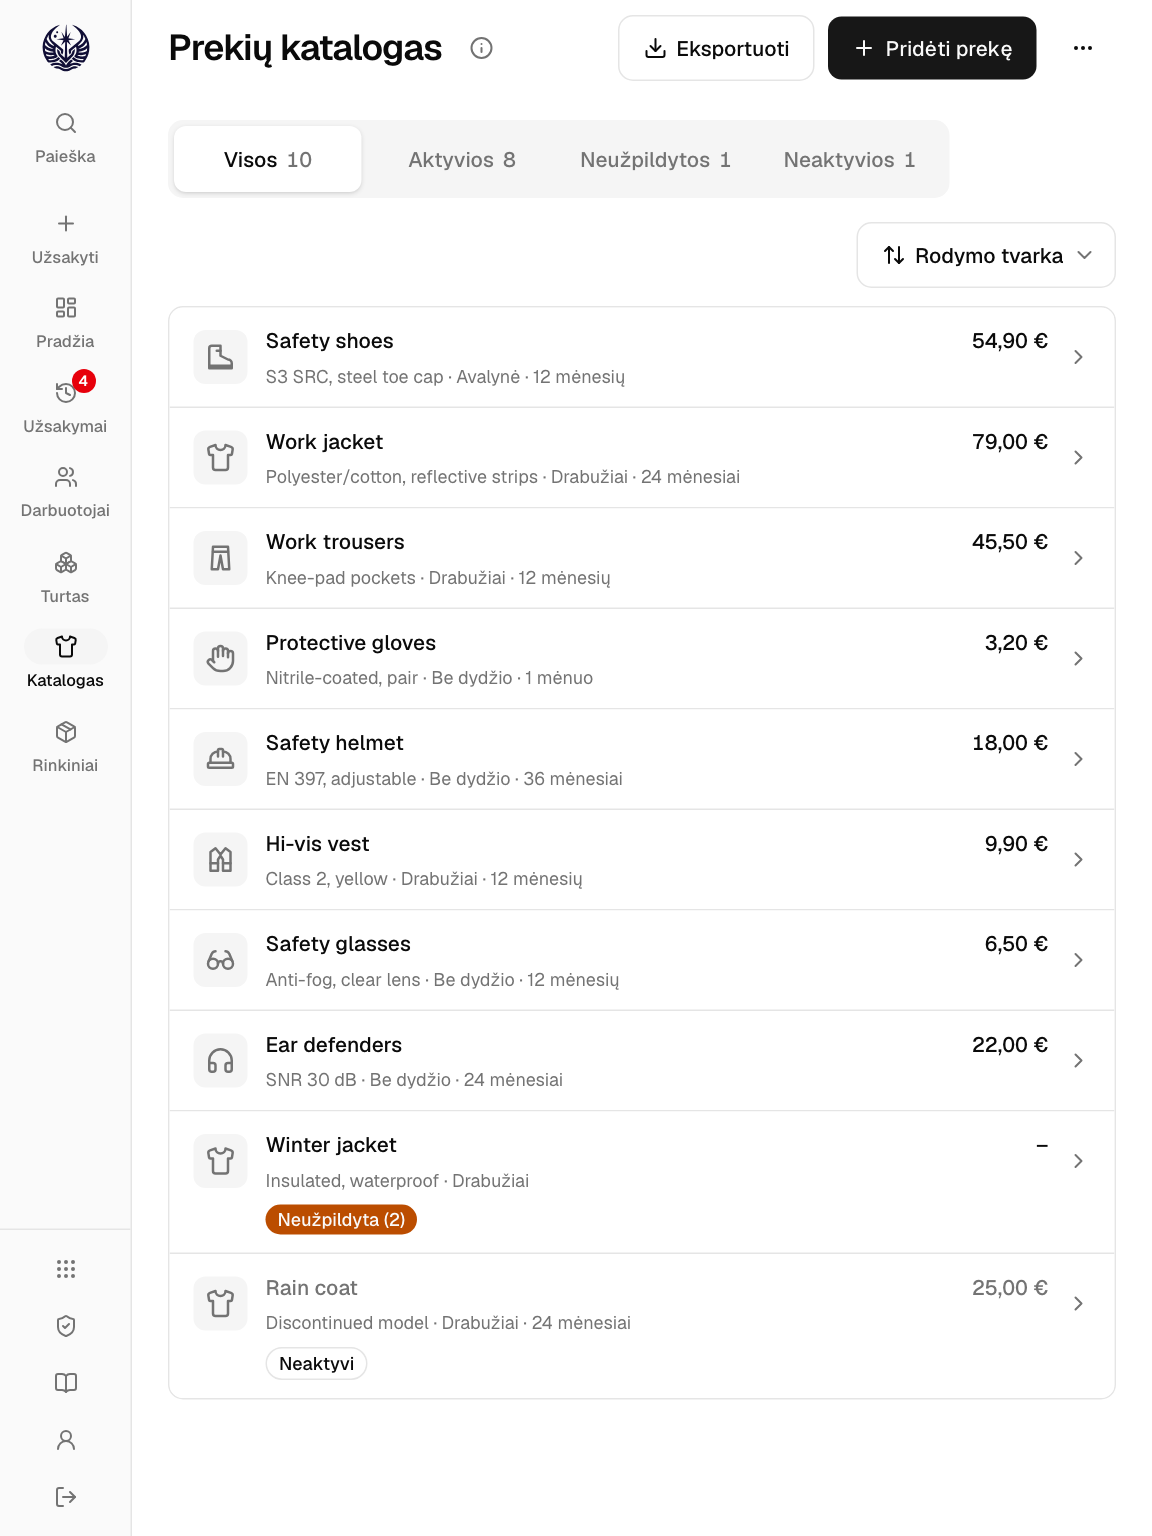 Prekių katalogas
Eksportuoti
Pridėti prekę
Paieška
Užsakyti
Pradžia
4
Užsakymai
Darbuotojai
Turtas
Katalogas
Rinkiniai
Visos 10
Aktyvios 8
Neužpildytos 1
Neaktyvios 1
Rodymo tvarka
Safety shoes
54,90 €
S3 SRC, steel toe cap · Avalynė · 12 mėnesių
Work jacket
79,00 €
Polyester/cotton, reflective strips · Drabužiai · 24 mėnesiai
Work trousers
45,50 €
Knee-pad pockets · Drabužiai · 12 mėnesių
Protective gloves
3,20 €
Nitrile-coated, pair · Be dydžio · 1 mėnuo
Safety helmet
18,00 €
EN 397, adjustable · Be dydžio · 36 mėnesiai
Hi-vis vest
9,90 €
Class 2, yellow · Drabužiai · 12 mėnesių
Safety glasses
6,50 €
Anti-fog, clear lens · Be dydžio · 12 mėnesių
Ear defenders
22,00 €
SNR 30 dB · Be dydžio · 24 mėnesiai
Winter jacket
–
Insulated, waterproof · Drabužiai
Neužpildyta (2)
Rain coat
25,00 €
Discontinued model · Drabužiai · 24 mėnesiai
Neaktyvi